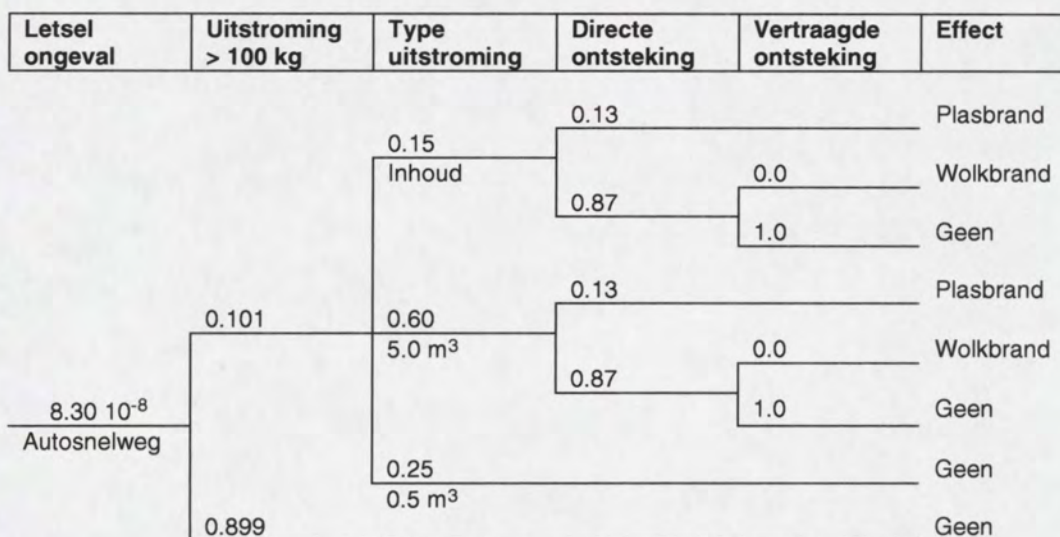 Letsel ongeval
Uitstroming > 100 kg
Type uitstroming
Directe ontsteking
Vertraagde ontsteking
Effect
0.13
Plasbrand
0.15
Inhoud
0.0
Wolkbrand
0.87
1.0
Geen
0.13
Plasbrand
0.101
0.60
5.0 m³
0.0
Wolkbrand
0.87
8.30 10⁻⁸
Autosnelweg
1.0
Geen
0.25
0.5 m³
Geen
0.899
Geen